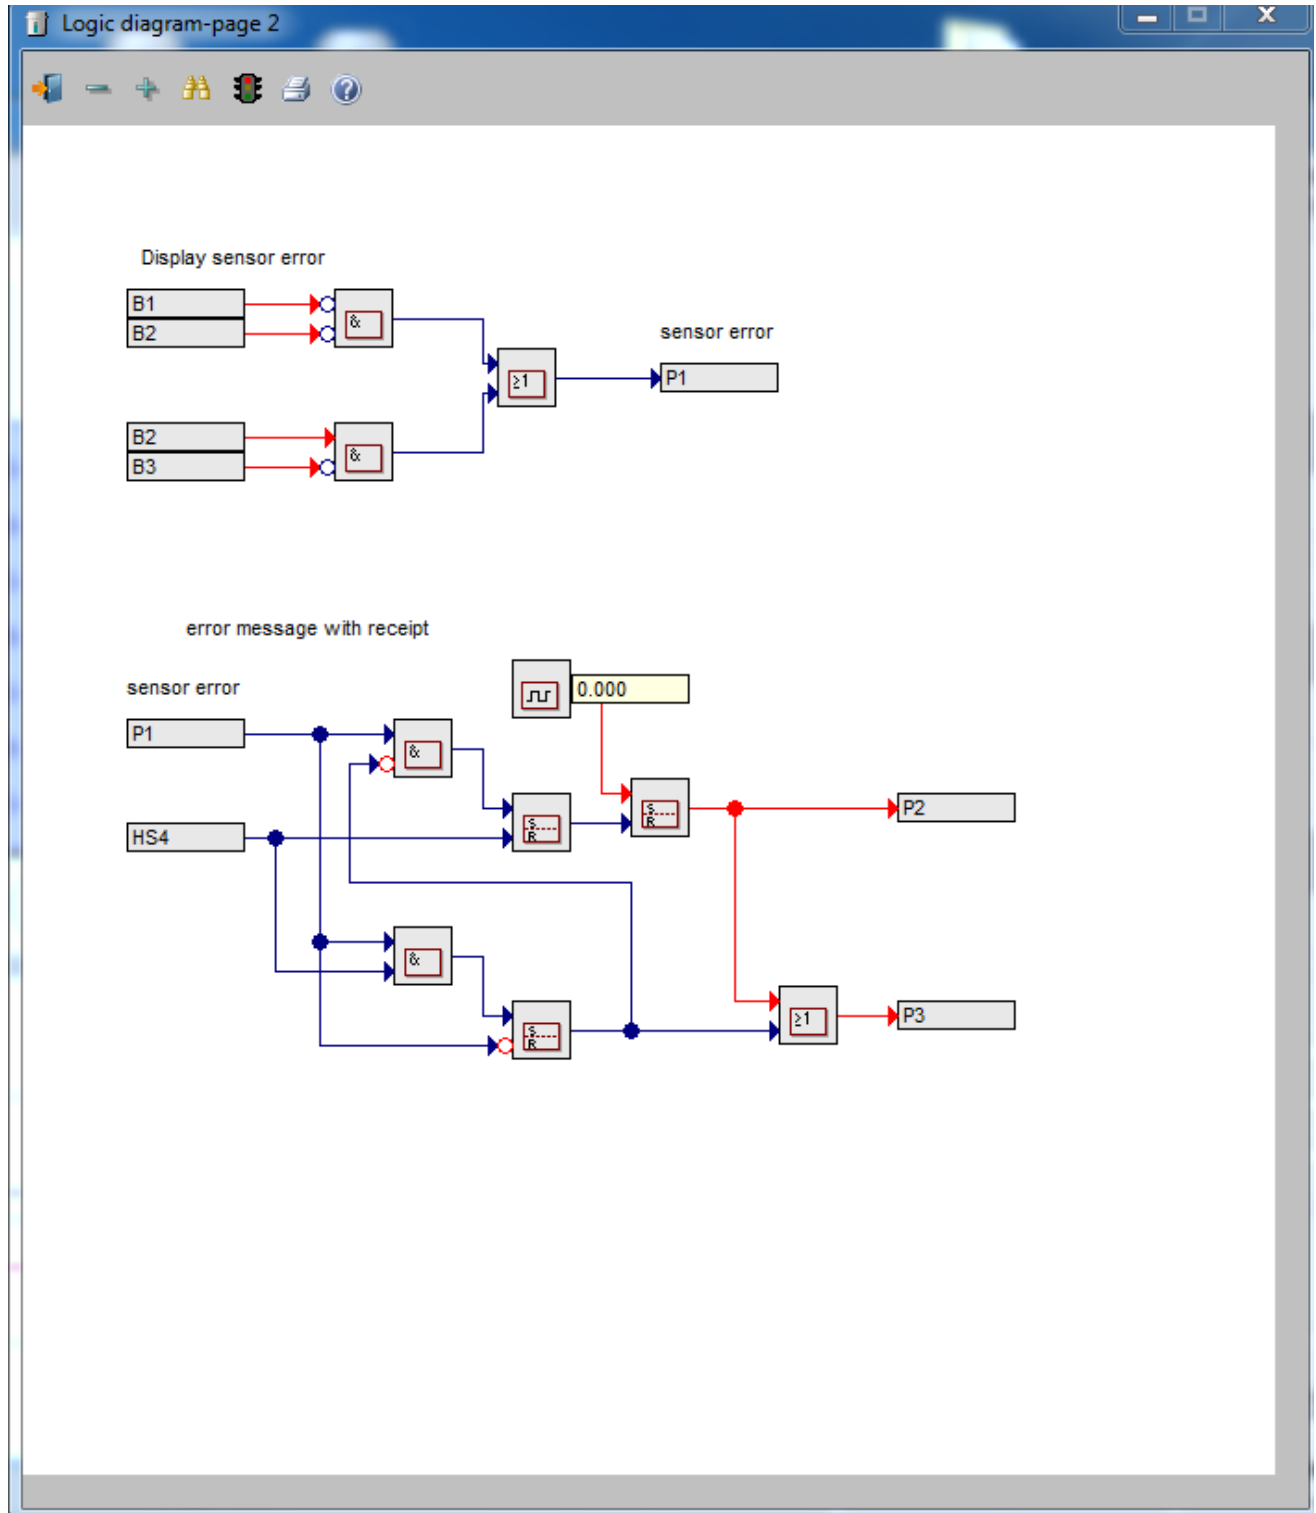 Logic diagram-page 2
Display sensor error
B1
&
B2
sensor error
≥1
P1
B2
&
B3
error message with receipt
sensor error
0.000
P1
&
S
R
S
R
P2
HS4
&
S
R
≥1
P3